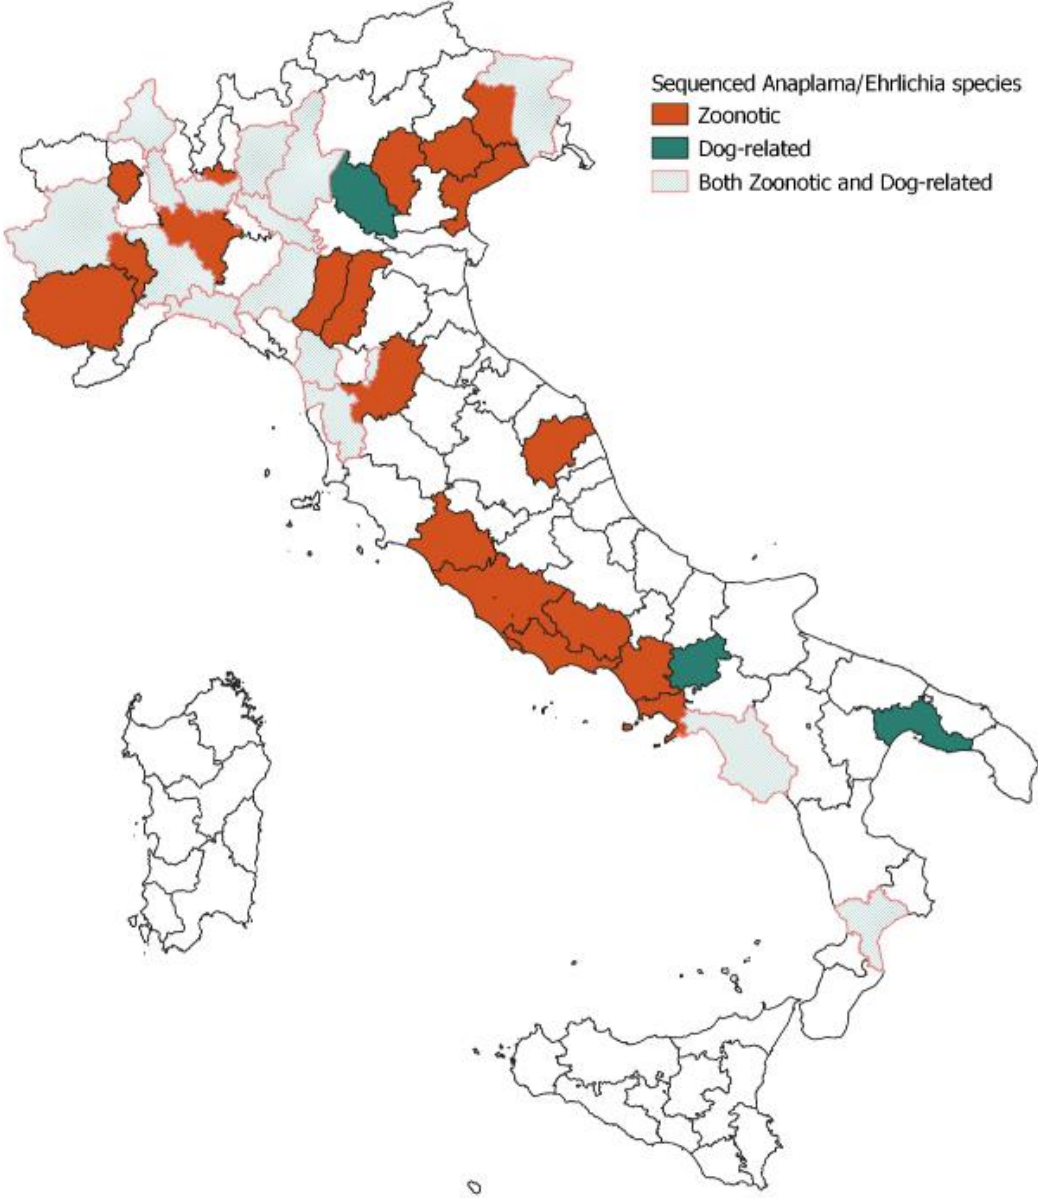 Sequenced Anaplama/Ehrlichia species
Zoonotic
Dog-related
Both Zoonotic and Dog-related